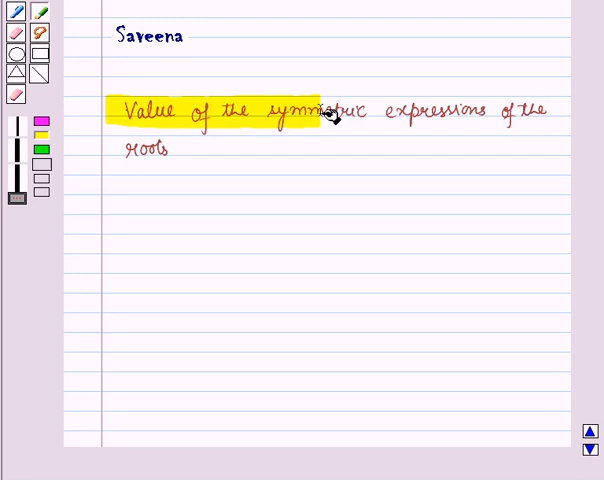 Saveena
Value of the symmetric expressions of the
roots